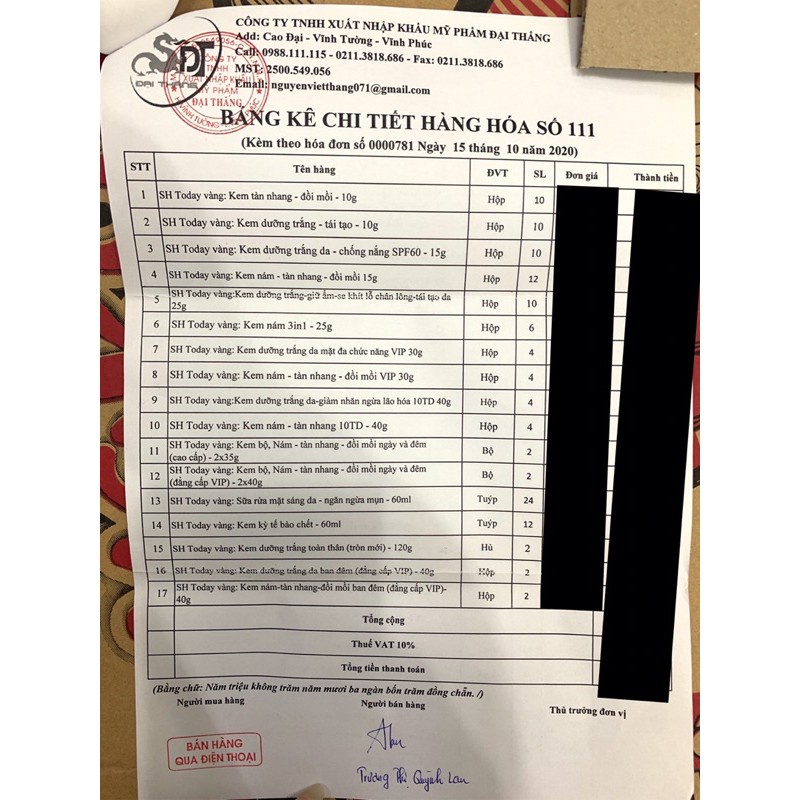 CÔNG TY TNHH XUẤT NHẬP KHẨU MỸ PHẨM ĐẠI THẮNG
Add: Cao Đại - Vĩnh Tường - Vĩnh Phúc
Call: 0988.111.115 - 0211.3818.686 - Fax: 0211.3818.686
MST: 2500.549.056
Email: nguyenvietthang071@gmail.com
ĐẠI THẮNG
CÔNG TY
TNHH
XUẤT NHẬP KHẨU
MỸ PHẨM
ĐẠI THẮNG
BẢNG KÊ CHI TIẾT HÀNG HÓA SỐ 111
(Kèm theo hóa đơn số 0000781 Ngày 15 tháng 10 năm 2020)
STT Tên hàng ĐVT SL Đơn giá Thành tiền
1 SH Today vàng: Kem tàn nhang - đồi mồi - 10g Hộp 10
2 SH Today vàng: Kem dưỡng trắng - tái tạo - 10g Hộp 10
3 SH Today vàng: Kem dưỡng trắng da - chống nắng SPF60 - 15g Hộp 10
4 SH Today vàng: Kem nám - tàn nhang - đồi mồi 15g Hộp 12
5 SH Today vàng:Kem dưỡng trắng-giữ ẩm-se khít lỗ chân lông-tái tạo da
25g Hộp 10
6 SH Today vàng: Kem nám 3in1 - 25g Hộp 6
7 SH Today vàng: Kem dưỡng trắng da mặt đa chức năng VIP 30g Hộp 4
8 SH Today vàng: Kem nám - tàn nhang - đồi mồi VIP 30g Hộp 4
9 SH Today vàng:Kem dưỡng trắng da-giảm nhăn ngừa lão hóa 10TD 40g Hộp 4
10 SH Today vàng: Kem nám - tàn nhang 10TD - 40g Hộp 4
11 SH Today vàng: Kem bộ, Nám - tàn nhang - đồi mồi ngày và đêm
(cao cấp) - 2x35g Bộ 2
12 SH Today vàng: Kem bộ, Nám - tàn nhang - đồi mồi ngày và đêm
(đẳng cấp VIP) - 2x40g Bộ 2
13 SH Today vàng: Sữa rửa mặt sáng da - ngăn ngừa mụn - 60ml Tuýp 24
14 SH Today vàng: Kem kỳ tế bào chết - 60ml Tuýp 12
15 SH Today vàng: Kem dưỡng trắng toàn thân (tròn mới) - 120g Hủ 2
16 SH Today vàng: Kem dưỡng trắng da ban đêm (đẳng cấp VIP) - 40g Hộp 2
17 SH Today vàng: Kem nám-tàn nhang-đồi mồi ban đêm (đẳng cấp VIP)-
40g Hộp 2
Tổng cộng
Thuế VAT 10%
Tổng tiền thanh toán
(Bằng chữ: Năm triệu không trăm năm mươi ba ngàn bốn trăm đồng chẵn. /)
Người mua hàng Người bán hàng Thủ trưởng đơn vị
BÁN HÀNG
QUA ĐIỆN THOẠI
Trương Thị Quỳnh Lan